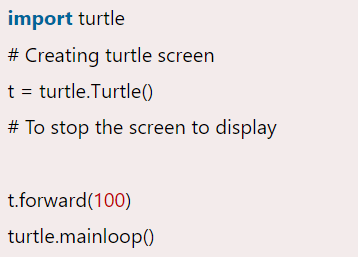 import turtle
# Creating turtle screen
t = turtle.Turtle()
# To stop the screen to display
t.forward(100)
turtle.mainloop()